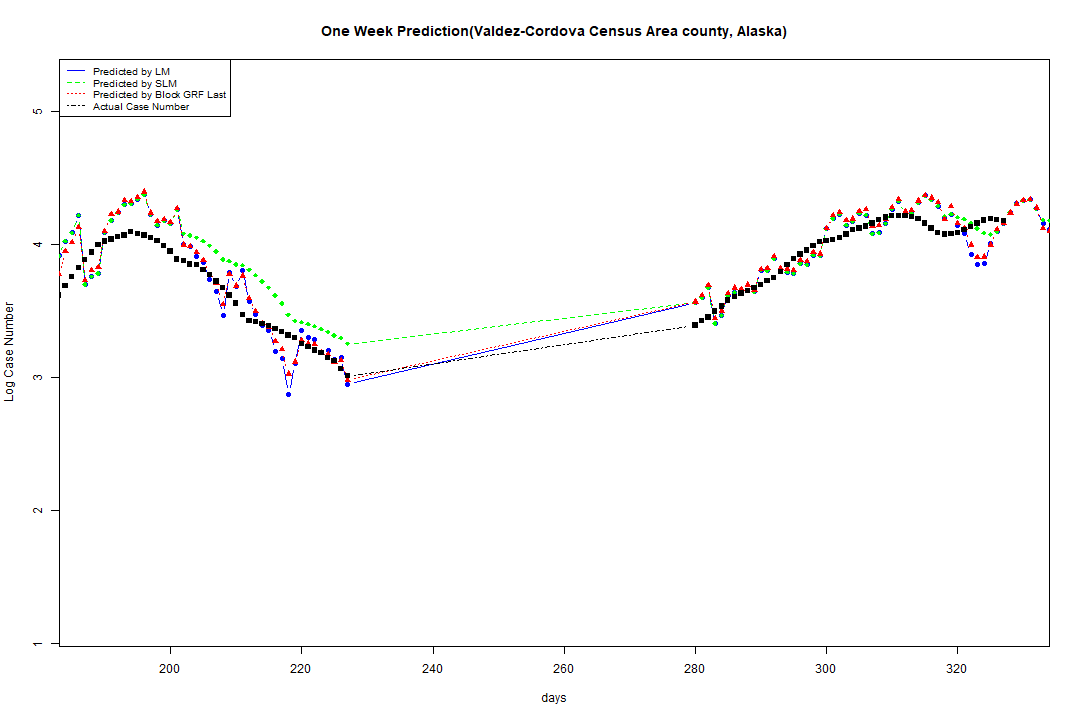 One Week Prediction(Valdez-Cordova Census Area county, Alaska)
Predicted by LM
Predicted by SLM
Predicted by Block GRF Last
Actual Case Number
5
4
3
2
1
Log Case Number
200 220 240 260 280 300 320
days